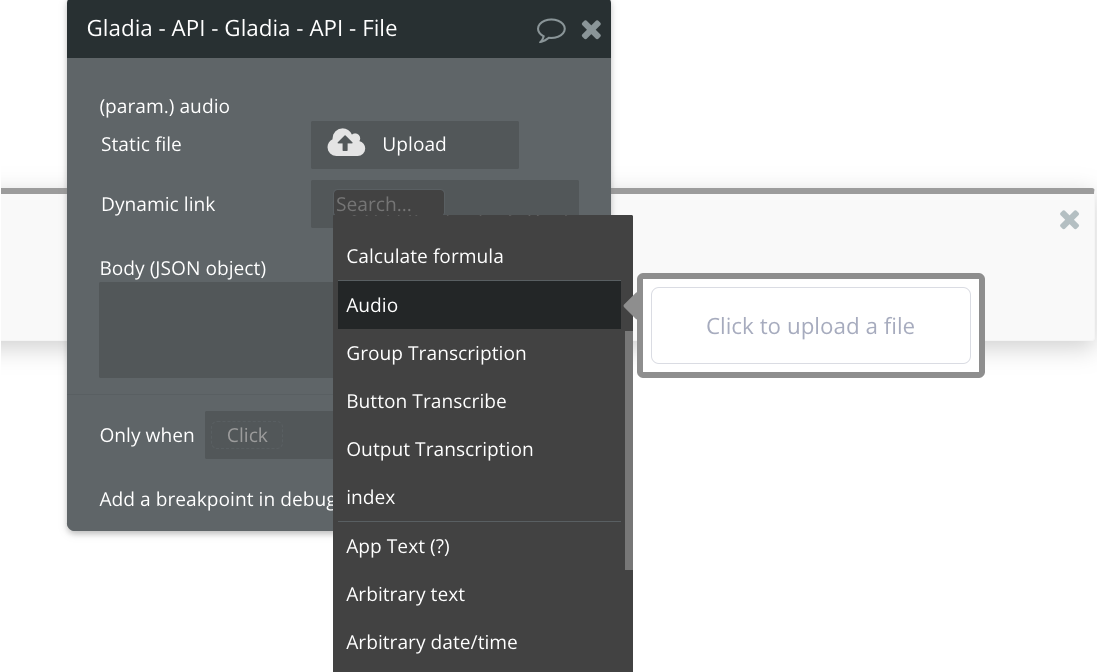 Gladia - API - Gladia - API - File
(param.) audio
Static file
Upload
Dynamic link
Search...
Calculate formula
Body (JSON object)
Audio
Click to upload a file
Group Transcription
Button Transcribe
Only when
Click
Output Transcription
Add a breakpoint in debug
index
App Text (?)
Arbitrary text
Arbitrary date/time